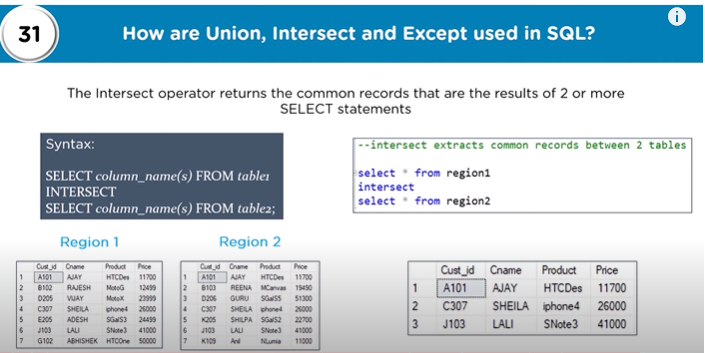 31
How are Union, Intersect and Except used in SQL?
i
The Intersect operator returns the common records that are the results of 2 or more
SELECT statements
Syntax:
SELECT column_name(s) FROM table1
INTERSECT
SELECT column_name(s) FROM table2;
--intersect extracts common records between 2 tables
select * from region1
intersect
select * from region2
Region 1
Cust_id Cname Product Price
1 A101 AJAY HTCDes 11700
2 B102 RAJESH MotoG 12499
3 D205 VIJAY MotoX 23999
4 C307 SHEILA iphone4 26000
5 E205 ADESH SGalS3 24499
6 J103 LALI SNote3 41000
7 G102 ABHISHEK HTCOne 50000
Region 2
Cust_id Cname Product Price
1 A101 AJAY HTCDes 11700
2 B103 REENA MCanvas 19490
3 D206 GURU SGalS5 51300
4 C307 SHEILA iphone4 26000
5 K205 SHILPA SGalS2 22700
6 J103 LALI SNote3 41000
7 K109 Anil NLumia 11000
Cust_id Cname Product Price
1 A101 AJAY HTCDes 11700
2 C307 SHEILA iphone4 26000
3 J103 LALI SNote3 41000